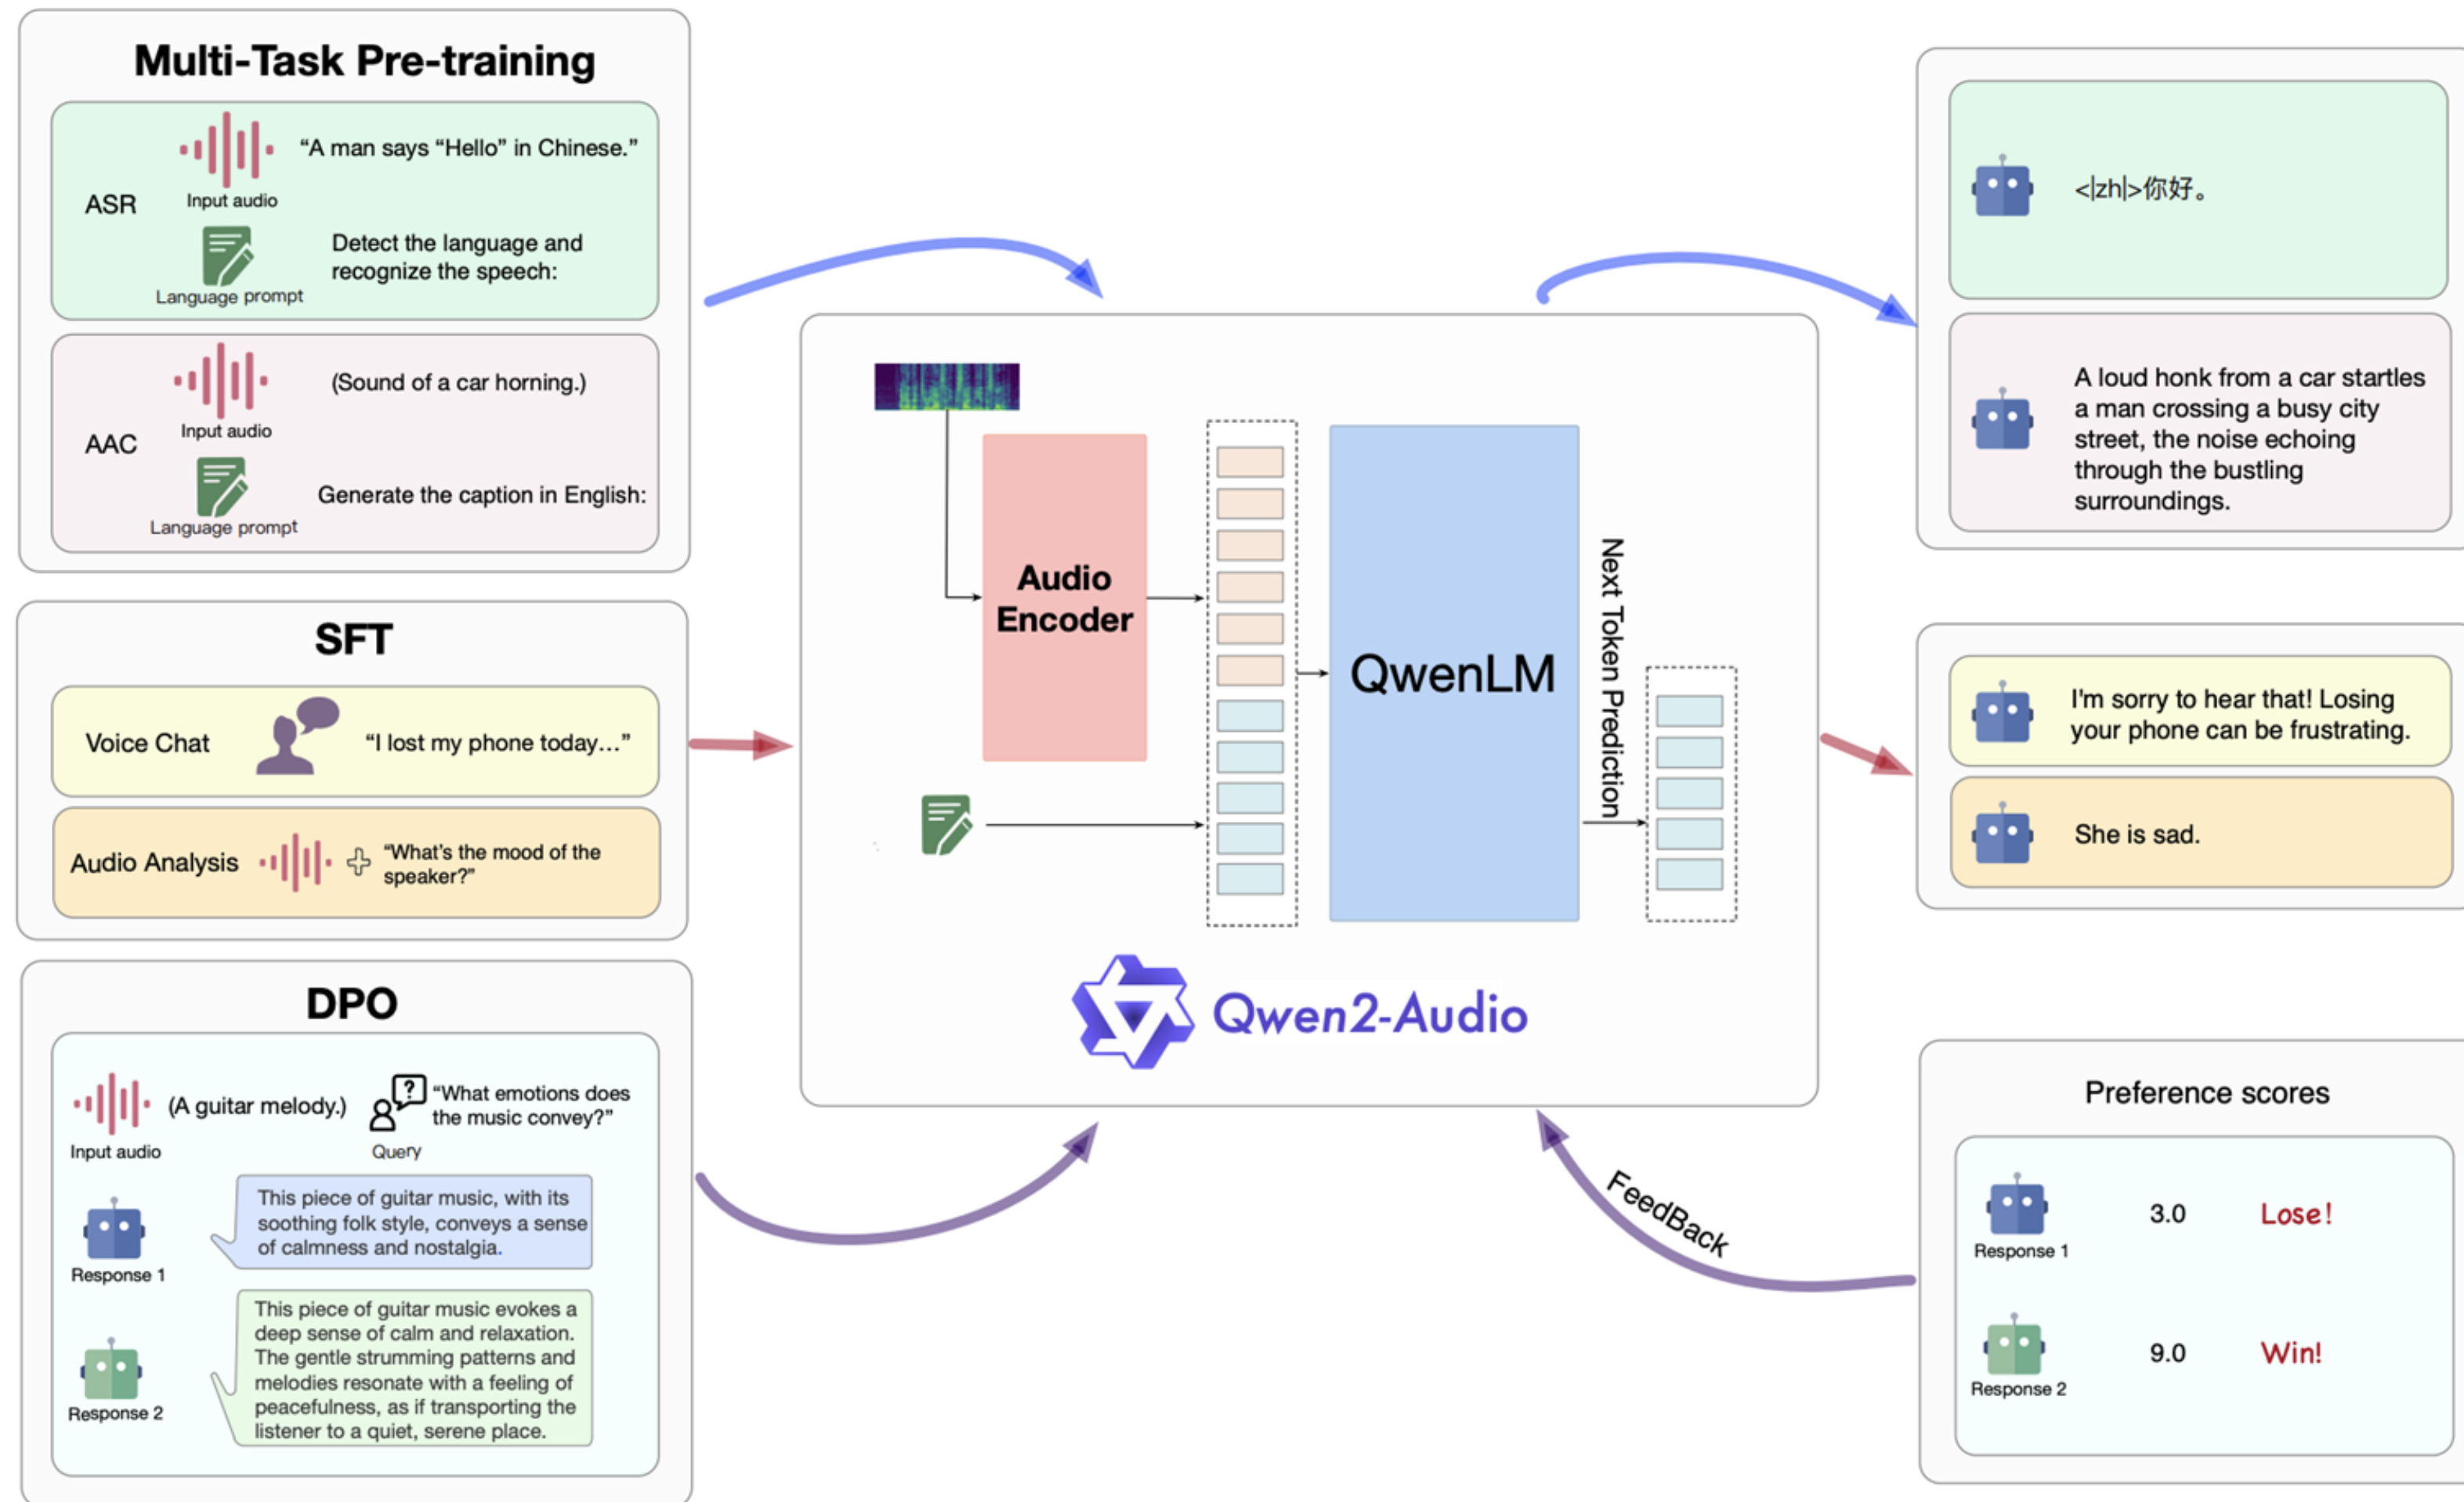 Multi-Task Pre-training
ASR
Input audio
“A man says “Hello” in Chinese.”
Language prompt
Detect the language and
recognize the speech:
AAC
Input audio
(Sound of a car horning.)
Language prompt
Generate the caption in English:
SFT
Voice Chat
“I lost my phone today…”
Audio Analysis
“What’s the mood of the
speaker?”
DPO
Input audio
(A guitar melody.)
Query
“What emotions does
the music convey?”
Response 1
This piece of guitar music, with its
soothing folk style, conveys a sense
of calmness and nostalgia.
Response 2
This piece of guitar music evokes a
deep sense of calm and relaxation.
The gentle strumming patterns and
melodies resonate with a feeling of
peacefulness, as if transporting the
listener to a quiet, serene place.
Audio
Encoder
QwenLM
Next Token Prediction
Qwen2-Audio
FeedBack
<|zh|>你好。
A loud honk from a car startles
a man crossing a busy city
street, the noise echoing
through the bustling
surroundings.
I'm sorry to hear that! Losing
your phone can be frustrating.
She is sad.
Preference scores
Response 1
3.0
Lose!
Response 2
9.0
Win!